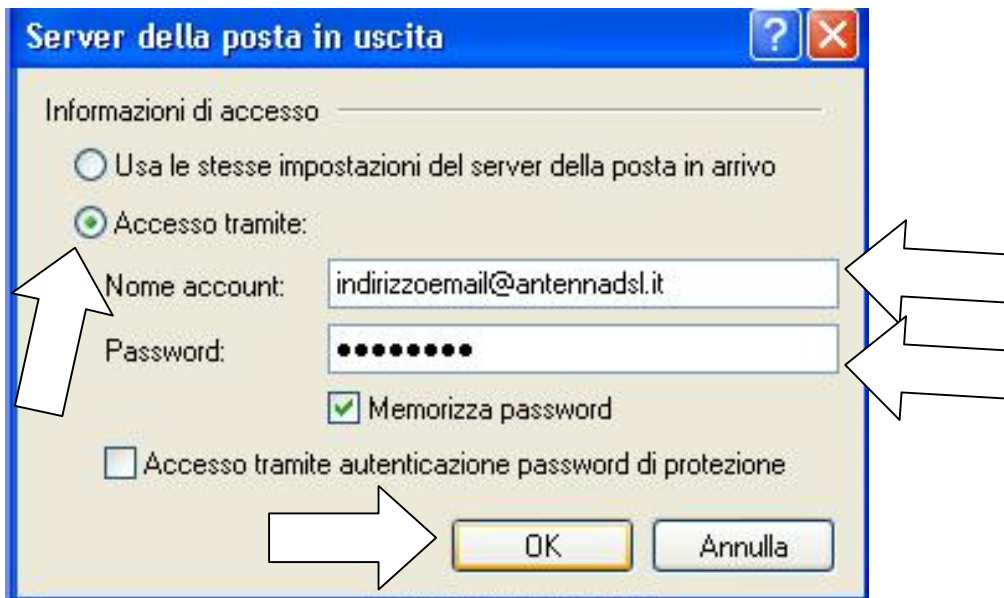 Server della posta in uscita
Informazioni di accesso
Usa le stesse impostazioni del server della posta in arrivo
Accesso tramite:
Nome account: indirizzoemail@antennadsl.it
Password: ●●●●●●●●
Memorizza password
Accesso tramite autenticazione password di protezione
OK Annulla